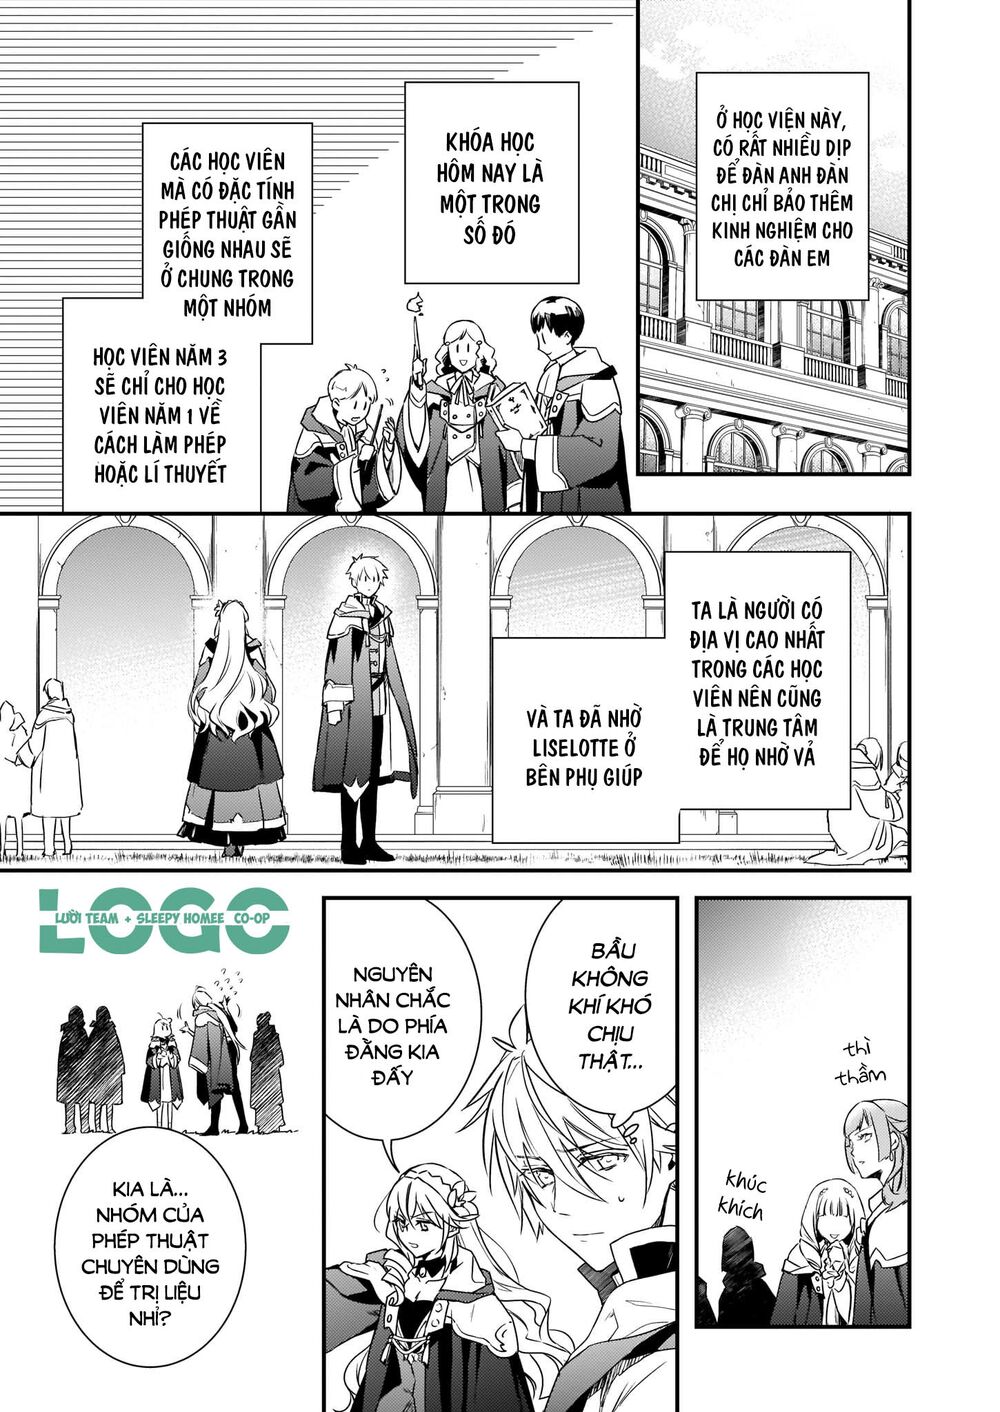 Ở HỌC VIỆN NÀY,
CÓ RẤT NHIỀU DỊP
ĐỂ ĐÀN ANH ĐÀN
CHỊ CHỈ BẢO THÊM
KINH NGHIỆM CHO
CÁC ĐÀN EM
KHÓA HỌC
HÔM NAY LÀ
MỘT TRONG
SỐ ĐÓ
CÁC HỌC VIÊN
MÀ CÓ ĐẶC TÍNH
PHÉP THUẬT GẦN
GIỐNG NHAU SẼ
Ở CHUNG TRONG
MỘT NHÓM
HỌC VIÊN NĂM 3
SẼ CHỈ CHO HỌC
VIÊN NĂM 1 VỀ
CÁCH LÀM PHÉP
HOẶC LÍ THUYẾT
TA LÀ NGƯỜI CÓ
ĐỊA VỊ CAO NHẤT
TRONG CÁC HỌC
VIÊN NÊN CŨNG
LÀ TRUNG TÂM
ĐỂ HỌ NHỜ VẢ
VÀ TA ĐÃ NHỜ
LISELOTTE Ở
BÊN PHỤ GIÚP
thì
thầm
khúc
khích
BẦU
KHÔNG
KHÍ KHÓ
CHỊU
THẬT...
NGUYÊN
NHÂN CHẮC
LÀ DO PHÍA
ĐẰNG KIA
ĐẤY
LOGO
LƯỜI TEAM + SLEEPY HOMEE CO-OP
KIA LÀ...
NHÓM CỦA
PHÉP THUẬT
CHUYÊN DÙNG
ĐỂ TRỊ LIỆU
NHỈ?